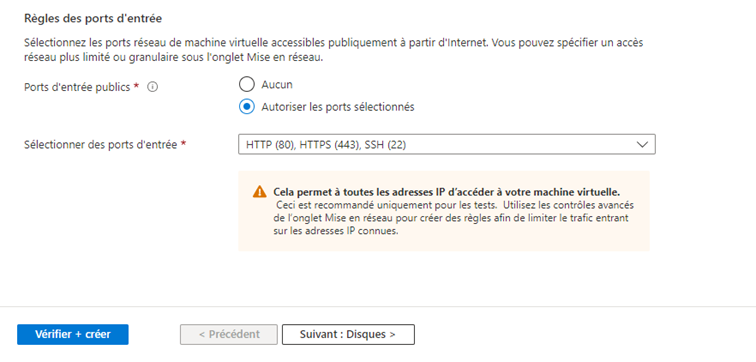 Règles des ports d'entrée
Sélectionnez les ports réseau de machine virtuelle accessibles publiquement à partir d'Internet. Vous pouvez spécifier un accès
réseau plus limité ou granulaire sous l'onglet Mise en réseau.
Ports d'entrée publics *
Aucun
Autoriser les ports sélectionnés
Sélectionner des ports d'entrée *
HTTP (80), HTTPS (443), SSH (22)
Cela permet à toutes les adresses IP d'accéder à votre machine virtuelle.
Ceci est recommandé uniquement pour les tests. Utilisez les contrôles avancés
de l'onglet Mise en réseau pour créer des règles afin de limiter le trafic entrant
sur les adresses IP connues.
Vérifier + créer
< Précédent
Suivant : Disques >